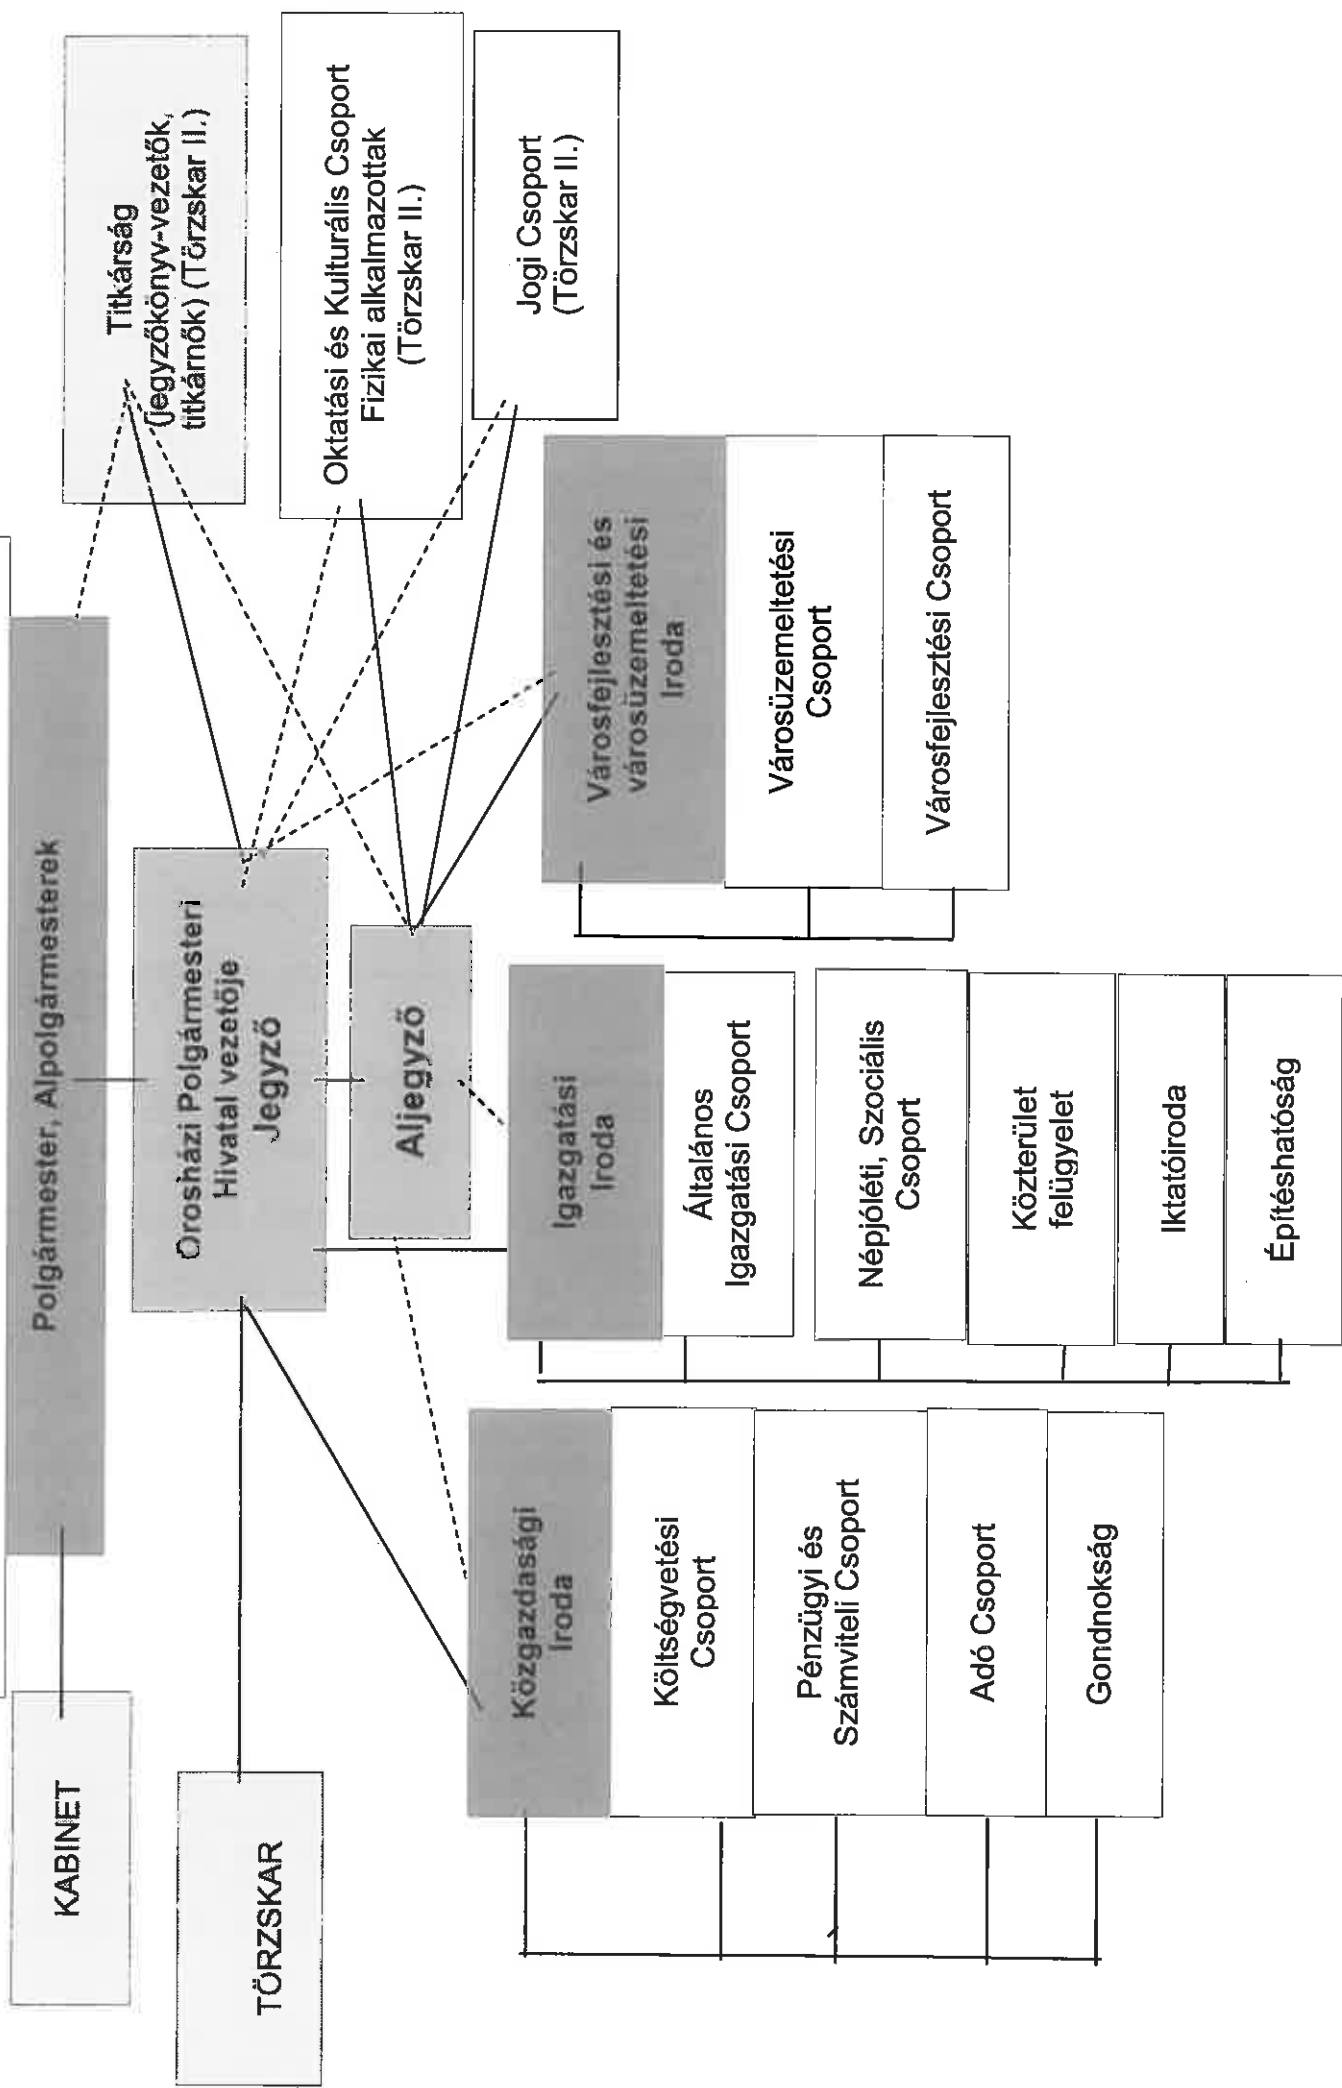 Polgármester, Alpolgármesterek
KABINET
Orosházi Polgármesteri
Hivatal vezetője
Jegyző
TÖRZSKAR
Aljegyző
Titkárság
(jegyzőkönyv-vezetők,
titkárnők) (Törzskar II.)
Oktatási és Kulturális Csoport
Fizikai alkalmazottak
(Törzskar II.)
Jogi Csoport
(Törzskar II.)
Közgazdasági
Iroda
Költségvetési
Csoport
Pénzügyi és
Számviteli Csoport
Adó Csoport
Gondnokság
Igazgatási
Iroda
Általános
Igazgatási Csoport
Népjóléti, Szociális
Csoport
Közterület
felügyelet
Iktatóiroda
Építéshatóság
Városfejlesztési és
városüzemeltetési
Iroda
Városüzemeltetési
Csoport
Városfejlesztési Csoport